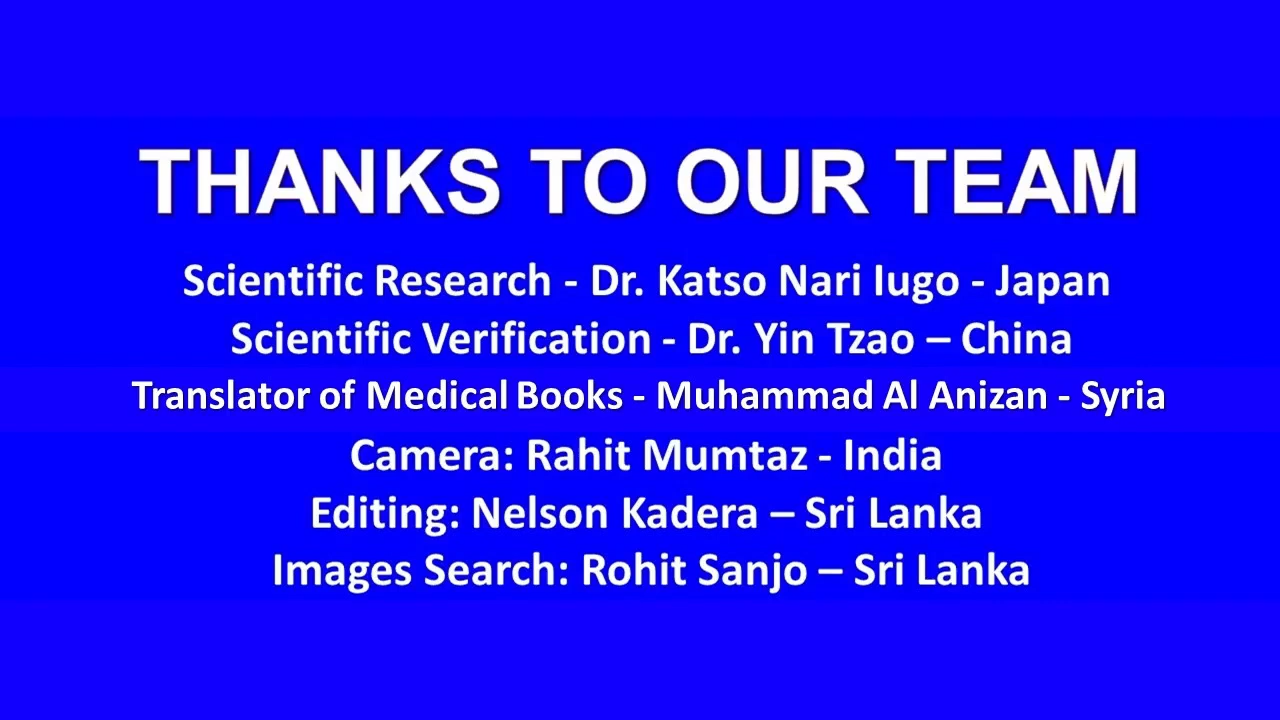 THANKS TO OUR TEAM
Scientific Research - Dr. Katso Nari Iugo - Japan
Scientific Verification - Dr. Yin Tzao – China
Translator of Medical Books - Muhammad Al Anizan - Syria
Camera: Rahit Mumtaz - India
Editing: Nelson Kadera – Sri Lanka
Images Search: Rohit Sanjo – Sri Lanka